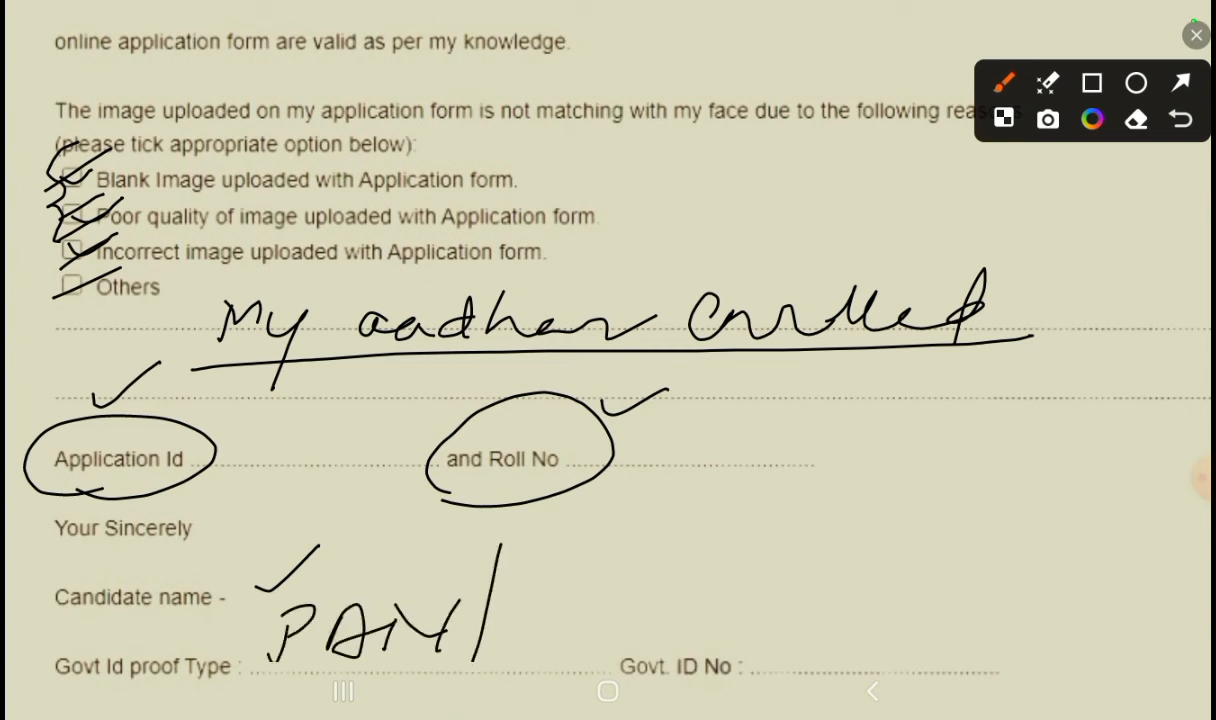 online application form are valid as per my knowledge.
The image uploaded on my application form is not matching with my face due to the following
(please tick appropriate option below):
Blank Image uploaded with Application form.
Poor quality of image uploaded with Application form.
Incorrect image uploaded with Application form.
Others
My aadhar
Application Id .......................................... and Roll No ..............................................
Your Sincerely
Candidate name -
PAN/
Govt Id proof Type : ............................................................ Govt. ID No : ..........................................